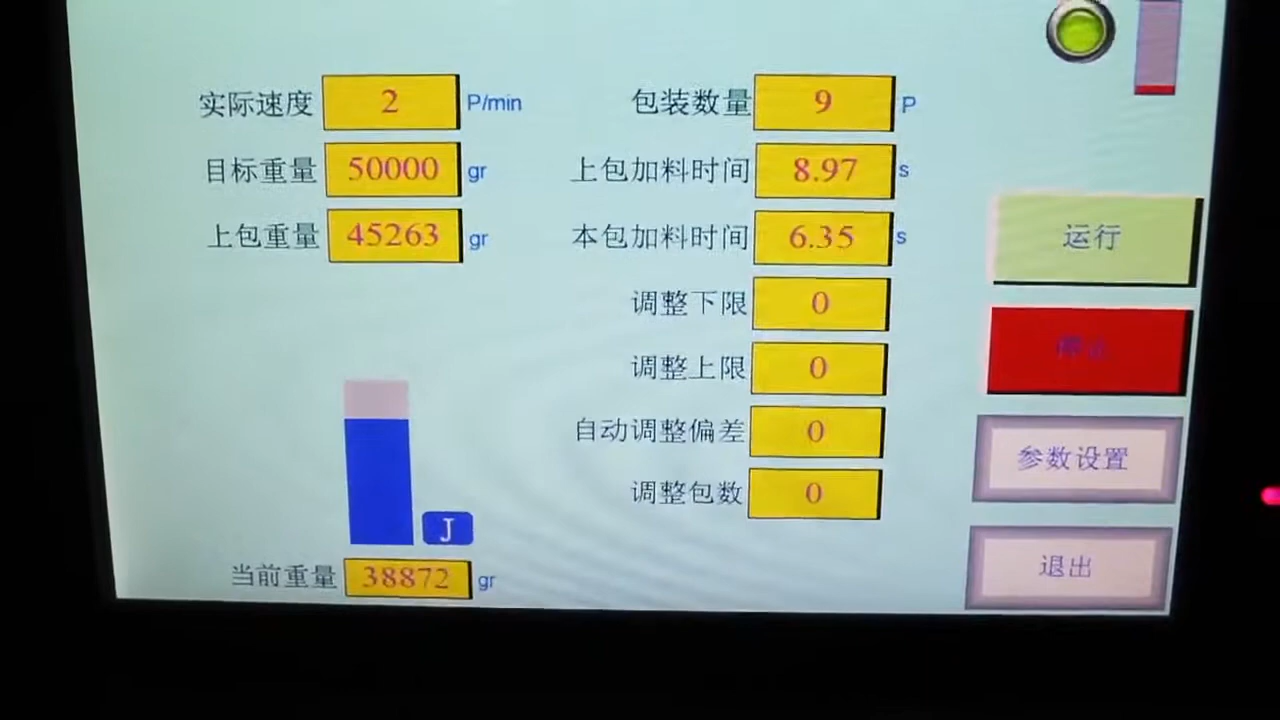 实际速度 2 P/min 包装数量 9 P
目标重量 50000 gr 上包加料时间 8.97 s
上包重量 45263 gr 本包加料时间 6.35 s
运行
调整下限 0
停止
调整上限 0
自动调整偏差 0
参数设置
调整包数 0
J
退出
当前重量 38872 gr